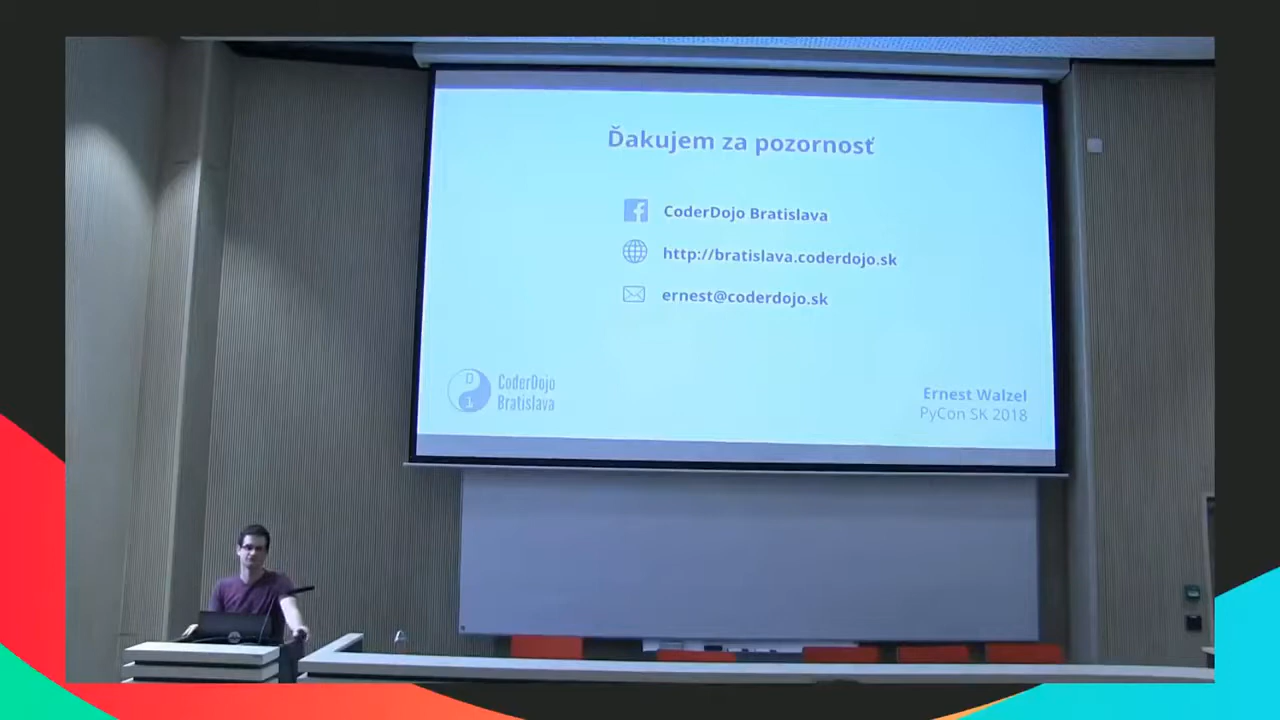 Ďakujem za pozornosť
CoderDojo Bratislava
http://bratislava.coderdojo.sk
ernest@coderdojo.sk
D
1
CoderDojo
Bratislava
Ernest Walzel
PyCon SK 2018